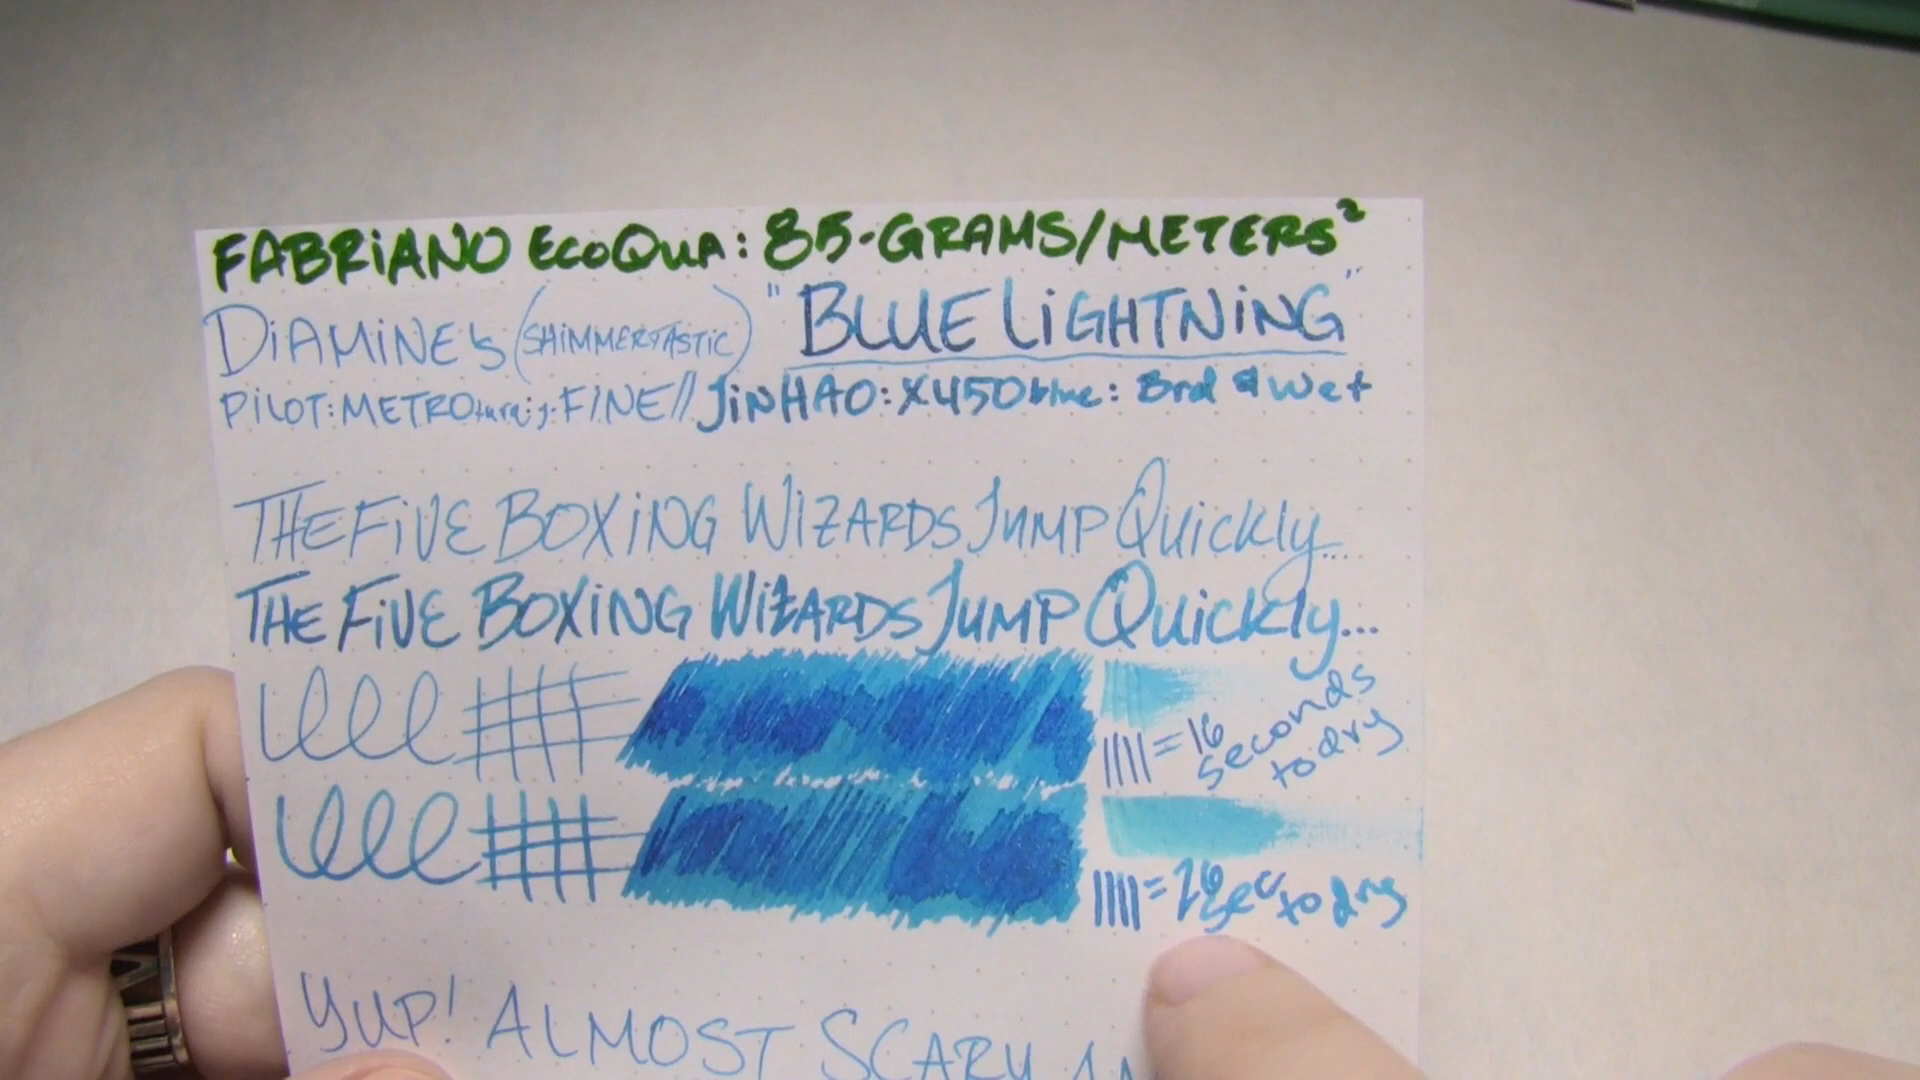 FABRIANO EcoQua: 85-GRAMS/METERS²
DIAMINE's (SHIMMERTASTIC) "BLUE LIGHTNING"
PILOT: METRO FINE// JINHAO: X450 blue: Brd & Wet
THE FIVE BOXING WIZARDS JUMP Quickly...
THE FIVE BOXING WIZARDS JUMP Quickly...
= 16 seconds to dry
= 26 sec to dry
YUP! ALMOST SCARY